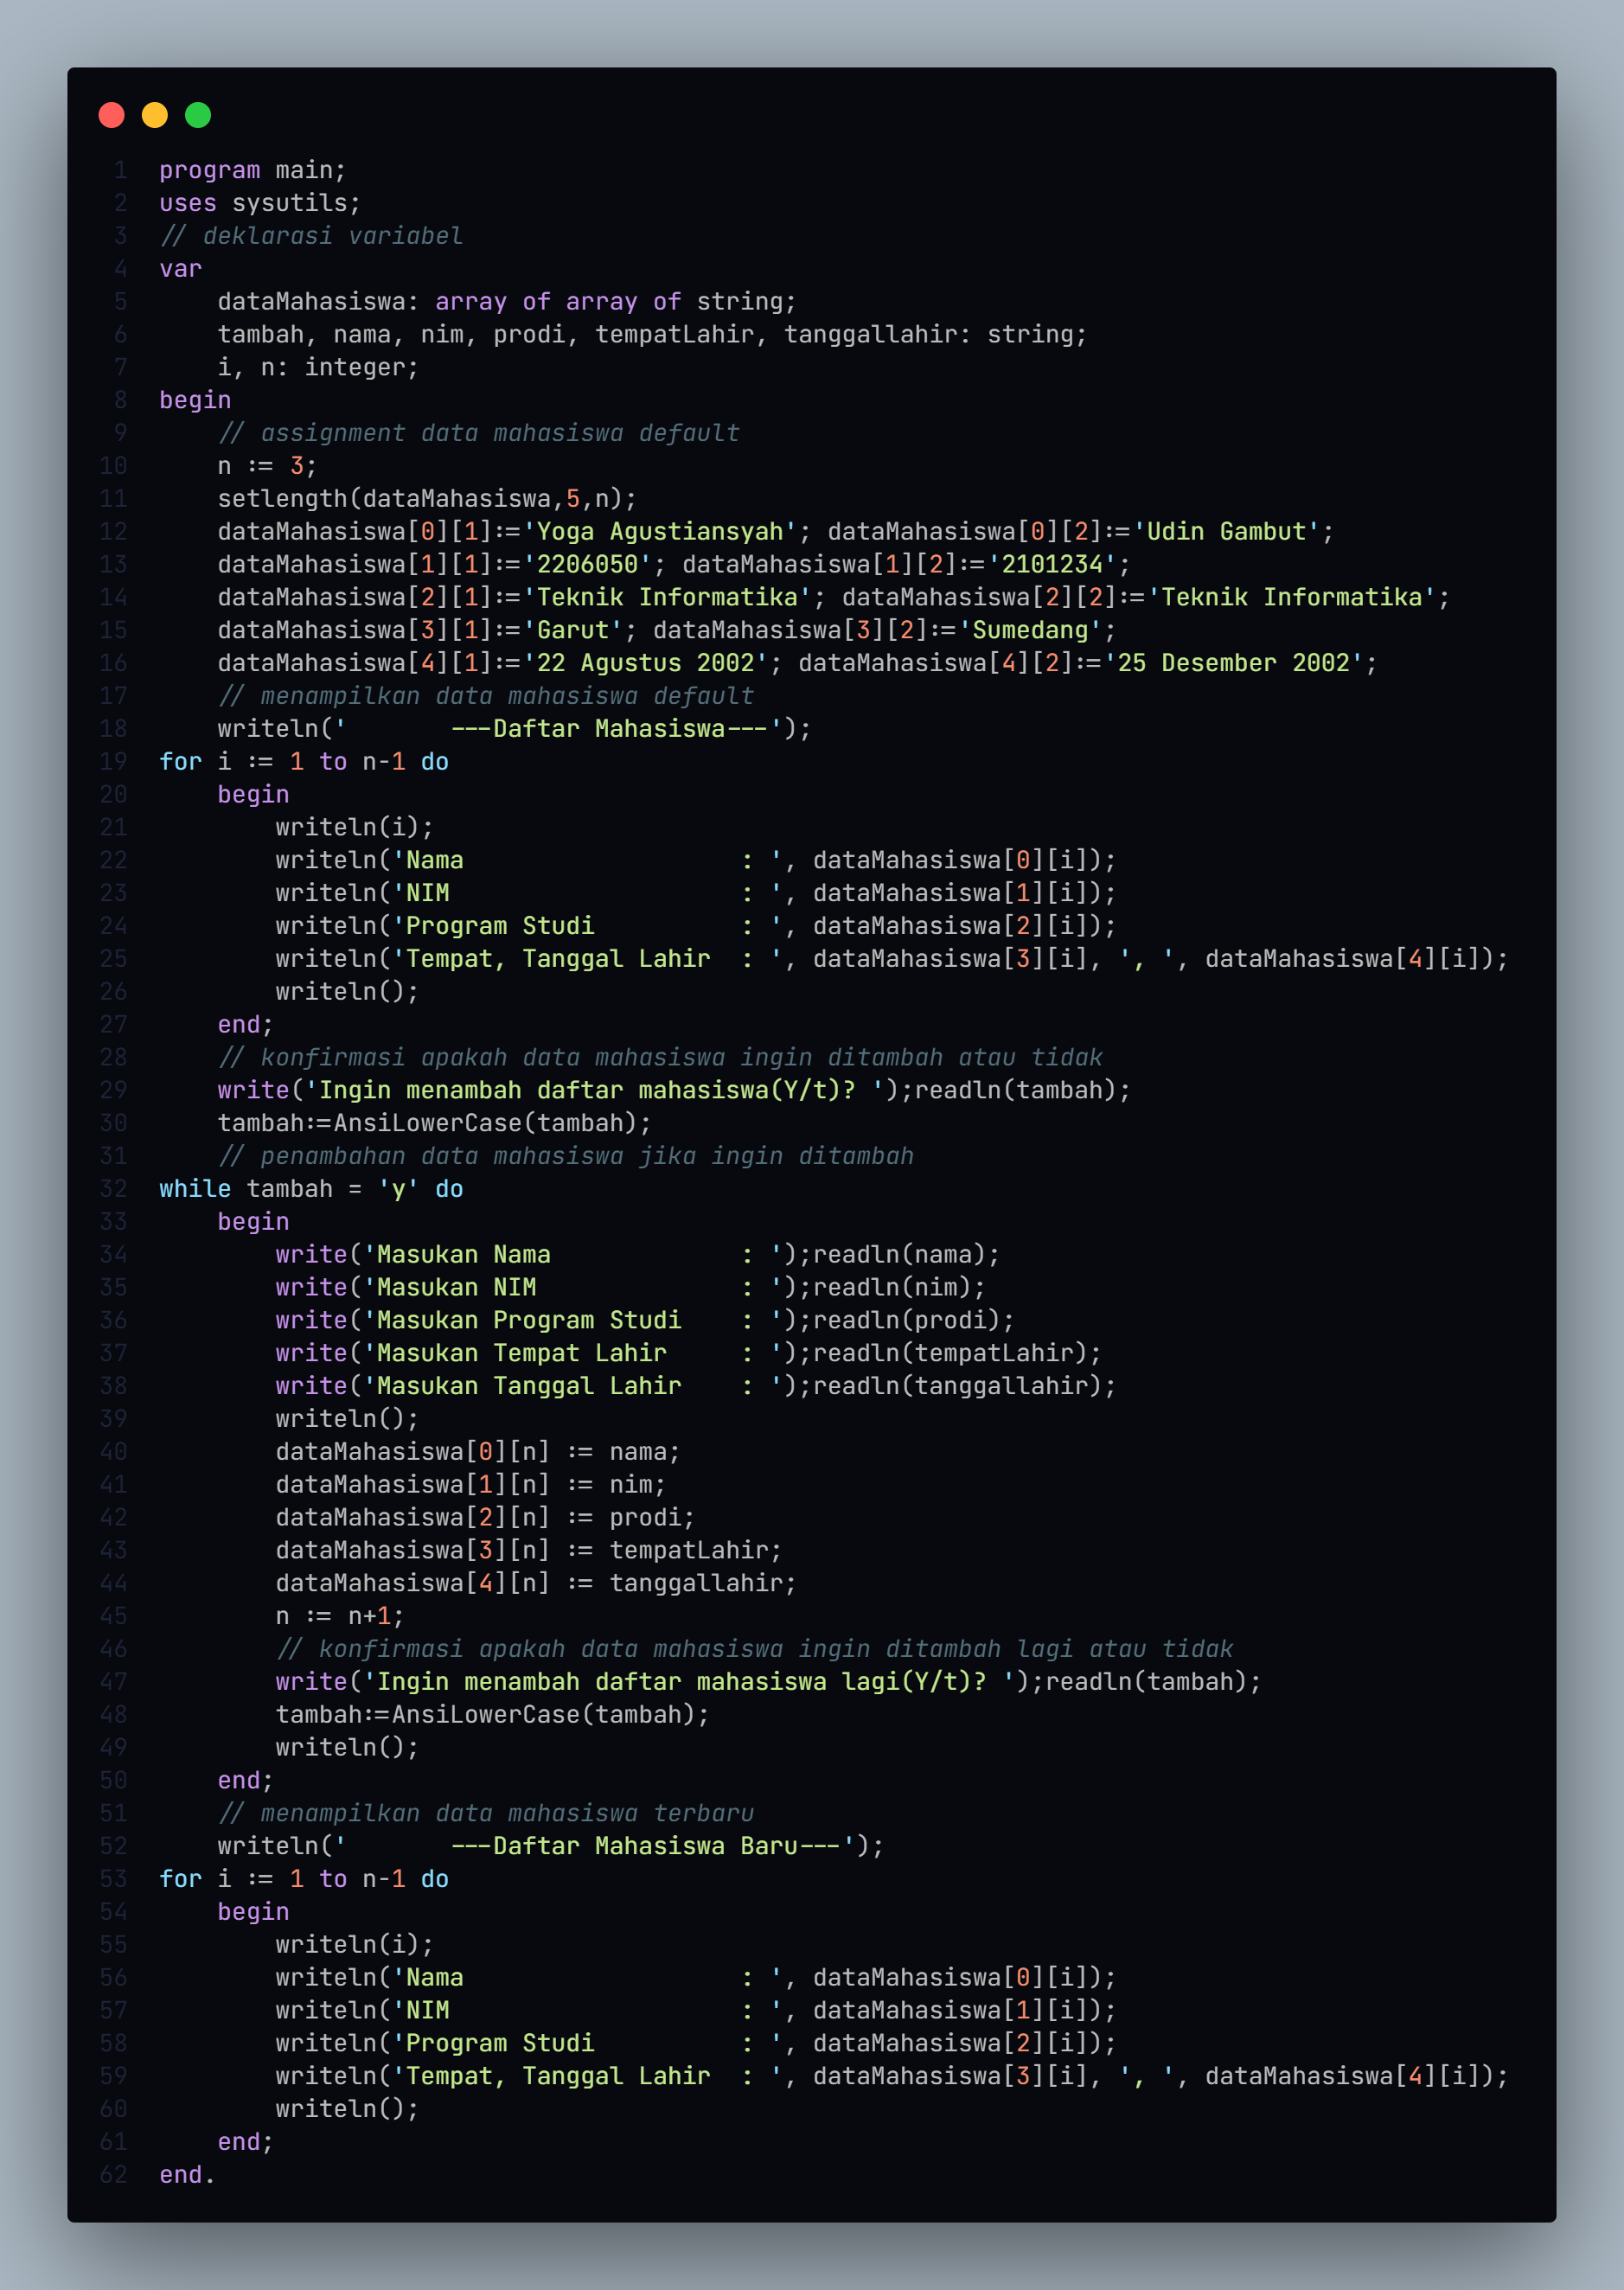 1 program main;
2 uses sysutils;
3 // deklarasi variabel
4 var
5     dataMahasiswa: array of array of string;
6     tambah, nama, nim, prodi, tempatLahir, tanggallahir: string;
7     i, n: integer;
8 begin
9     // assignment data mahasiswa default
10     n := 3;
11     setlength(dataMahasiswa,5,n);
12     dataMahasiswa[0][1]:='Yoga Agustiansyah'; dataMahasiswa[0][2]:='Udin Gambut';
13     dataMahasiswa[1][1]:='2206050'; dataMahasiswa[1][2]:='2101234';
14     dataMahasiswa[2][1]:='Teknik Informatika'; dataMahasiswa[2][2]:='Teknik Informatika';
15     dataMahasiswa[3][1]:='Garut'; dataMahasiswa[3][2]:='Sumedang';
16     dataMahasiswa[4][1]:='22 Agustus 2002'; dataMahasiswa[4][2]:='25 Desember 2002';
17     // menampilkan data mahasiswa default
18     writeln('       ---Daftar Mahasiswa---');
19 for i := 1 to n-1 do
20     begin
21         writeln(i);
22         writeln('Nama                   : ', dataMahasiswa[0][i]);
23         writeln('NIM                    : ', dataMahasiswa[1][i]);
24         writeln('Program Studi          : ', dataMahasiswa[2][i]);
25         writeln('Tempat, Tanggal Lahir  : ', dataMahasiswa[3][i], ', ', dataMahasiswa[4][i]);
26         writeln();
27     end;
28     // konfirmasi apakah data mahasiswa ingin ditambah atau tidak
29     write('Ingin menambah daftar mahasiswa(Y/t)? ');readln(tambah);
30     tambah:=AnsiLowerCase(tambah);
31     // penambahan data mahasiswa jika ingin ditambah
32 while tambah = 'y' do
33     begin
34         write('Masukan Nama             : ');readln(nama);
35         write('Masukan NIM              : ');readln(nim);
36         write('Masukan Program Studi    : ');readln(prodi);
37         write('Masukan Tempat Lahir     : ');readln(tempatLahir);
38         write('Masukan Tanggal Lahir    : ');readln(tanggallahir);
39         writeln();
40         dataMahasiswa[0][n] := nama;
41         dataMahasiswa[1][n] := nim;
42         dataMahasiswa[2][n] := prodi;
43         dataMahasiswa[3][n] := tempatLahir;
44         dataMahasiswa[4][n] := tanggallahir;
45         n := n+1;
46         // konfirmasi apakah data mahasiswa ingin ditambah lagi atau tidak
47         write('Ingin menambah daftar mahasiswa lagi(Y/t)? ');readln(tambah);
48         tambah:=AnsiLowerCase(tambah);
49         writeln();
50     end;
51     // menampilkan data mahasiswa terbaru
52     writeln('       ---Daftar Mahasiswa Baru---');
53 for i := 1 to n-1 do
54     begin
55         writeln(i);
56         writeln('Nama                   : ', dataMahasiswa[0][i]);
57         writeln('NIM                    : ', dataMahasiswa[1][i]);
58         writeln('Program Studi          : ', dataMahasiswa[2][i]);
59         writeln('Tempat, Tanggal Lahir  : ', dataMahasiswa[3][i], ', ', dataMahasiswa[4][i]);
60         writeln();
61     end;
62 end.